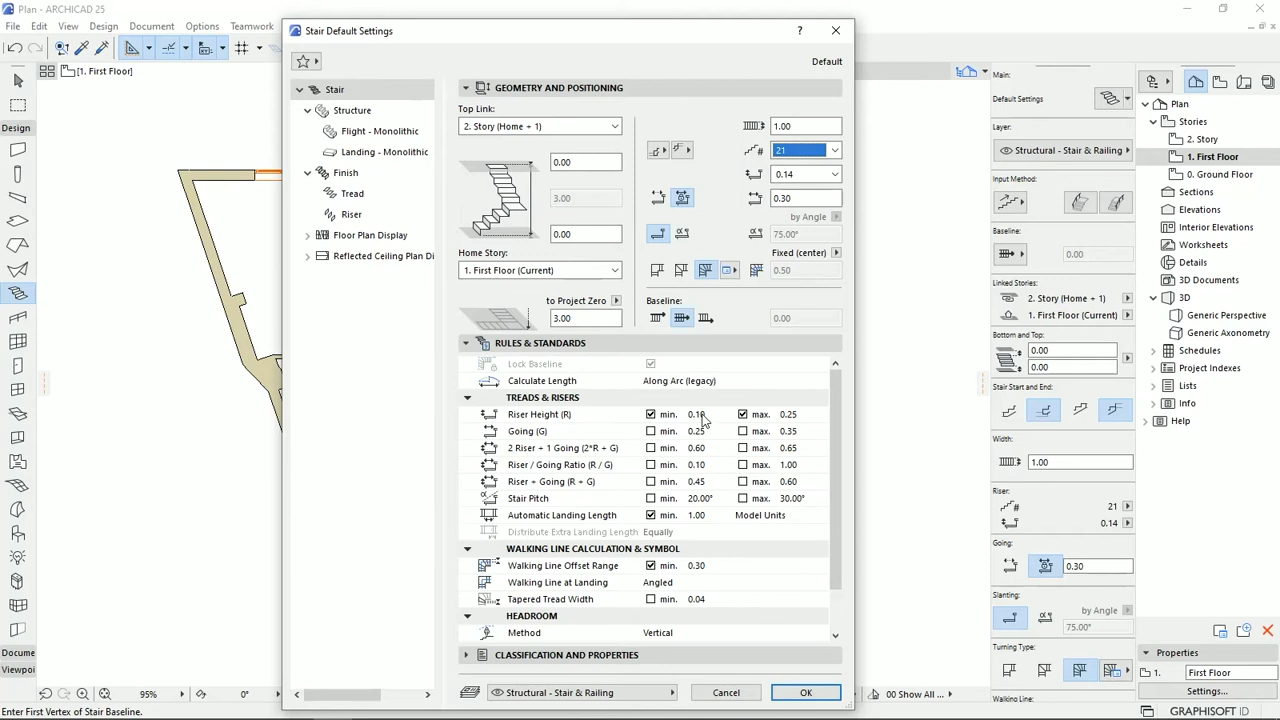 Plan - ARCHICAD 25
File Edit View Design
Document Options Teamwork
[1. First Floor]
Design
Docume
Viewpoi
95%
0°
Enter First Vertex of Stair Baseline.
Stair Default Settings
?
Default
Stair
Structure
Flight - Monolithic
Landing - Monolithic
Finish
Tread
Riser
Floor Plan Display
Reflected Ceiling Plan Di
GEOMETRY AND POSITIONING
Top Link:
2. Story (Home + 1)
0.00
3.00
0.00
Home Story:
1. First Floor (Current)
to Project Zero
3.00
1.00
21
0.14
0.30
by Angle
75.00°
Fixed (center)
0.50
Baseline:
0.00
RULES & STANDARDS
Lock Baseline
Calculate Length Along Arc (legacy)
TREADS & RISERS
Riser Height (R) min. 0.10 max. 0.25
Going (G) min. 0.25 max. 0.35
2 Riser + 1 Going (2*R + G) min. 0.60 max. 0.65
Riser / Going Ratio (R / G) min. 0.10 max. 1.00
Riser + Going (R + G) min. 0.45 max. 0.60
Stair Pitch min. 20.00° max. 30.00°
Automatic Landing Length min. 1.00 Model Units
Distribute Extra Landing Length Equally
WALKING LINE CALCULATION & SYMBOL
Walking Line Offset Range min. 0.30
Walking Line at Landing Angled
Tapered Tread Width min. 0.04
HEADROOM
Method Vertical
CLASSIFICATION AND PROPERTIES
Structural - Stair & Railing
Cancel
OK
00 Show All ...
Main:
Default Settings
Layer:
Structural - Stair & Railing
Input Method:
Baseline:
0.00
Linked Stories:
2. Story (Home + 1)
1. First Floor (Current)
Bottom and Top:
0.00
0.00
Stair Start and End:
Width:
1.00
Riser:
21
0.14
Going:
0.30
Slanting:
by Angle
75.00°
Turning Type:
Walking Line:
Plan
Stories
2. Story
1. First Floor
0. Ground Floor
Sections
Elevations
Interior Elevations
Worksheets
Details
3D Documents
3D
Generic Perspective
Generic Axonometry
Schedules
Project Indexes
Lists
Info
Help
Properties
1. First Floor
Settings...
GRAPHISOFT ID